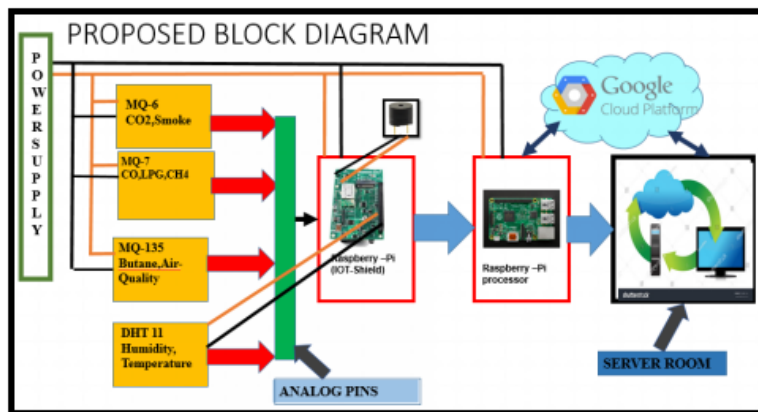 PROPOSED BLOCK DIAGRAM
POWERSUPPLY
MQ-6
CO2,Smoke
MQ-7
CO,LPG,CH4
MQ-135
Butane,Air-
Quality
DHT 11
Humidity,
Temperature
ANALOG PINS
Raspberry –Pi
(IOT-Shield)
Raspberry –Pi
processor
Google
Cloud Platform
SERVER ROOM